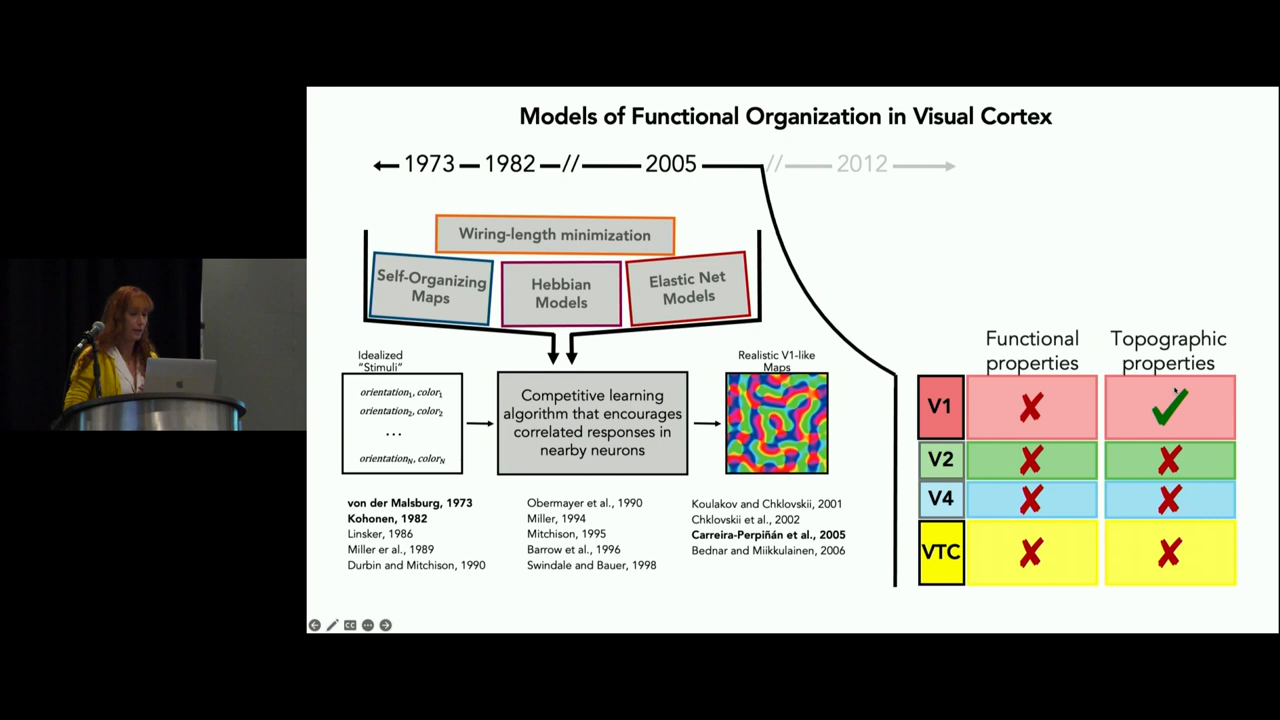 Models of Functional Organization in Visual Cortex
1973 1982 // 2005 // 2012
Wiring-length minimization
Self-Organizing
Maps
Hebbian
Models
Elastic Net
Models
Idealized
“Stimuli”
orientation₁, color₁
orientation₂, color₂
...
orientation_N, color_N
Competitive learning
algorithm that encourages
correlated responses in
nearby neurons
Realistic V1-like
Maps
von der Malsburg, 1973
Kohonen, 1982
Linsker, 1986
Miller er al., 1989
Durbin and Mitchison, 1990
Obermayer et al., 1990
Miller, 1994
Mitchison, 1995
Barrow et al., 1996
Swindale and Bauer, 1998
Koulakov and Chklovskii, 2001
Chklovskii et al., 2002
Carreira-Perpiñán et al., 2005
Bednar and Miikkulainen, 2006
Functional
properties
Topographic
properties
V1
V2
V4
VTC
CC